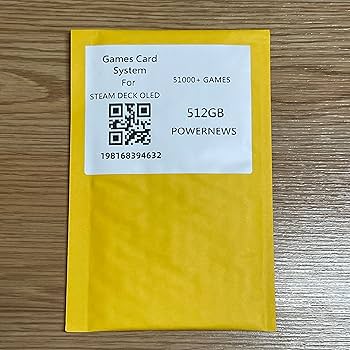 Games Card
System
For
STEAM DECK OLED
198168394632
51000+ GAMES
512GB
POWERNEWS